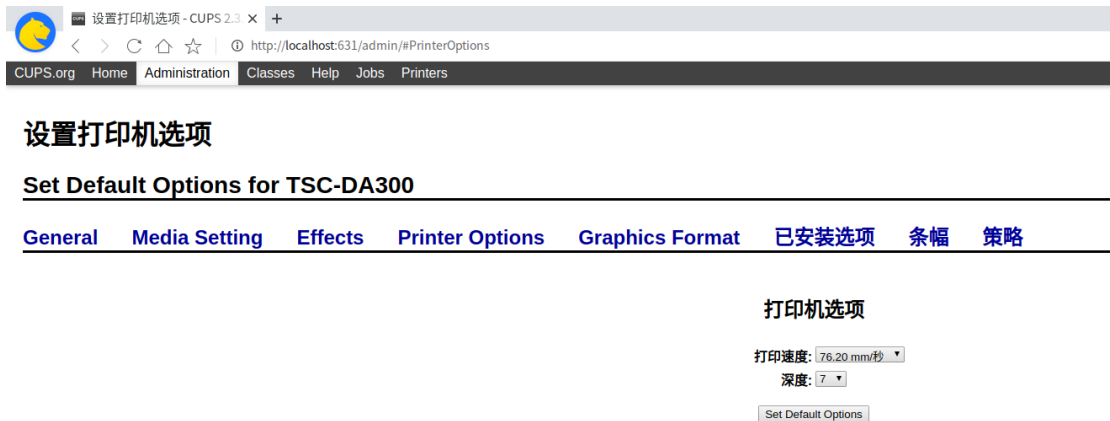 设置打印机选项 - CUPS 2.3
http://localhost:631/admin/#PrinterOptions
CUPS.org Home Administration Classes Help Jobs Printers
设置打印机选项
Set Default Options for TSC-DA300
General Media Setting Effects Printer Options Graphics Format 已安装选项 条幅 策略
打印机选项
打印速度: 76.20 mm/秒
深度: 7
Set Default Options